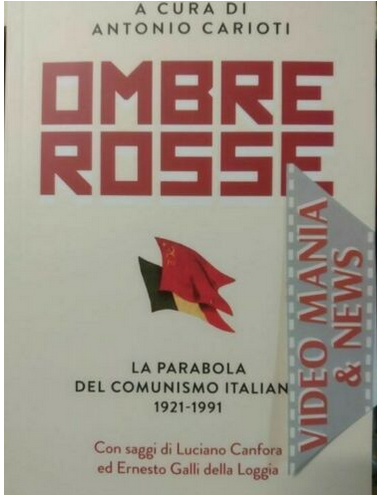 A CURA DI
ANTONIO CARIOTI
OMBRE
ROSSE
LA PARABOLA
DEL COMUNISMO ITALIAN
1921-1991
Con saggi di Luciano Canfora
ed Ernesto Galli della Loggia
VIDEO MANIA
& NEWS